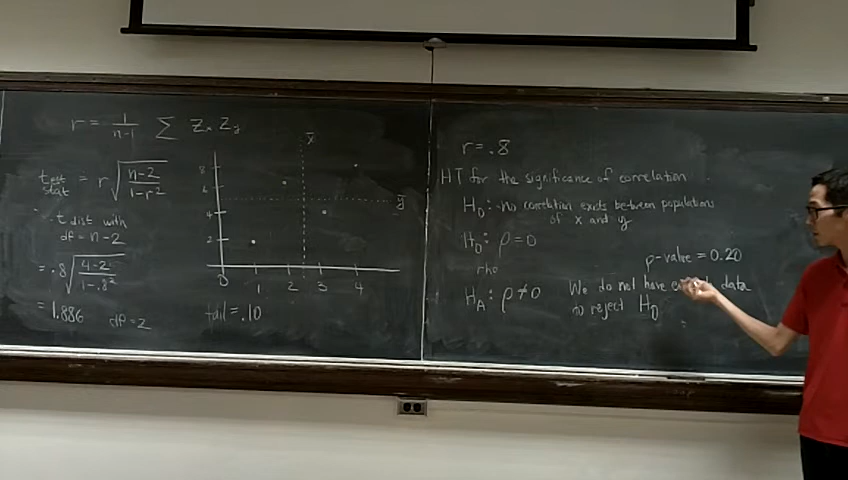 r = 1/(n-1) Σ Zx Zy
t test stat = r √((n-2)/(1-r²))
t dist with
df = n-2
= .8 √((4-2)/(1-.8²))
= 1.886 df = 2
x̄
8
6
ȳ
4
2
0 1 2 3 4
tail = .10
r = .8
HT for the significance of correlation
H₀: no correlation exists between populations
of x and y
H₀: ρ = 0
rho
p-value = 0.20
H_A: ρ ≠ 0
We do not have data
to reject H₀